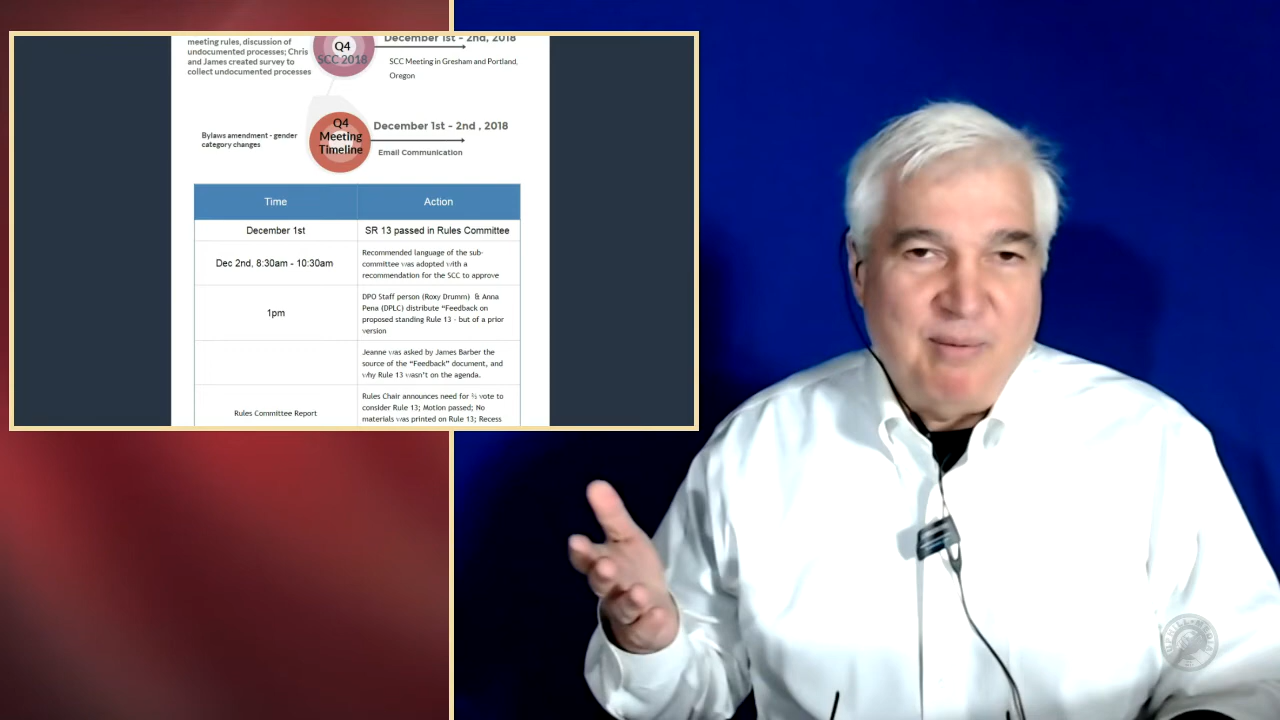 meeting rules, discussion of
undocumented processes; Chris
and James created survey to
collect undocumented processes
Q4
SCC 2018
December 1st - 2nd, 2018
SCC Meeting in Gresham and Portland,
Oregon
Bylaws amendment - gender
category changes
Q4
Meeting
Timeline
December 1st - 2nd , 2018
Email Communication
Time
Action
December 1st
SR 13 passed in Rules Committee
Dec 2nd, 8:30am - 10:30am
Recommended language of the sub-
committee was adopted with a
recommendation for the SCC to approve
1pm
DPO Staff person (Roxy Drumm) & Anna
Pena (DPLC) distribute “Feedback on
proposed standing Rule 13 - but of a prior
version
Jeanne was asked by James Barber the
source of the “Feedback” document, and
why Rule 13 wasn't on the agenda.
Rules Committee Report
Rules Chair announces need for ⅔ vote to
consider Rule 13; Motion passed; No
materials was printed on Rule 13; Recess